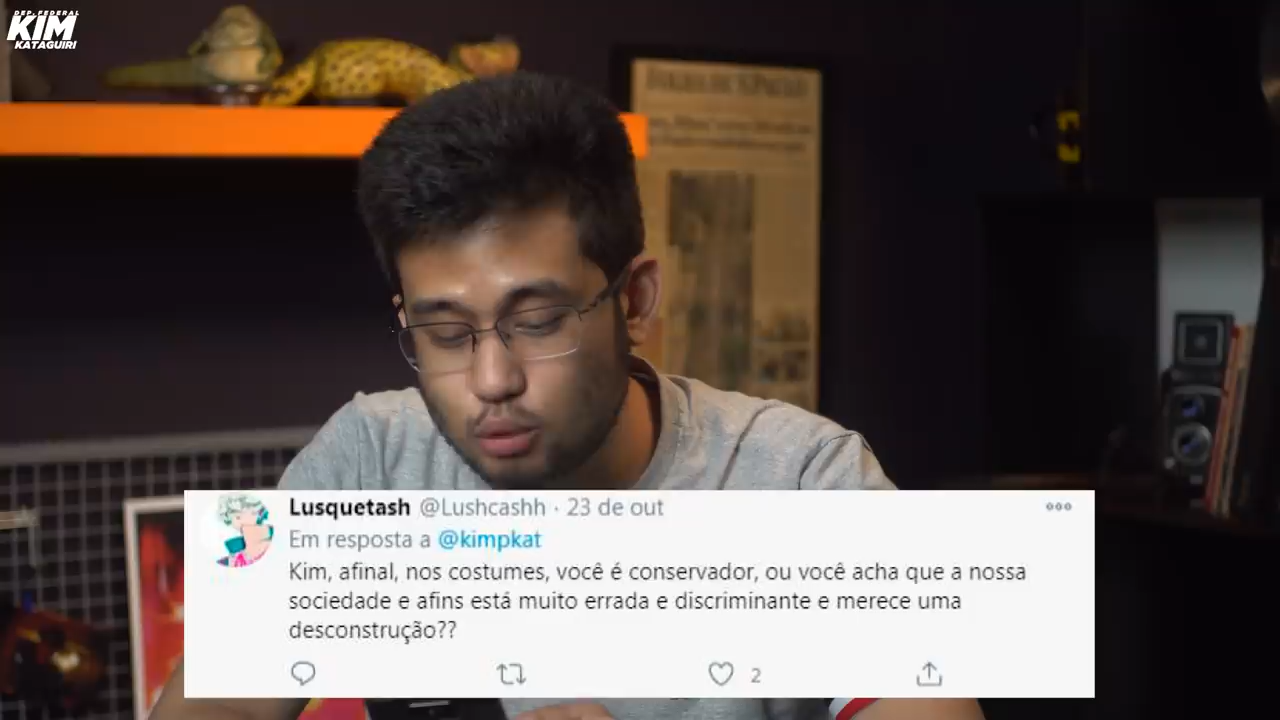 DEP. FEDERAL
KIM
KATAGUIRI
Lusquetash @Lushcashh · 23 de out
Em resposta a @kimpkat
Kim, afinal, nos costumes, você é conservador, ou você acha que a nossa
sociedade e afins está muito errada e discriminante e merece uma
desconstrução??
2